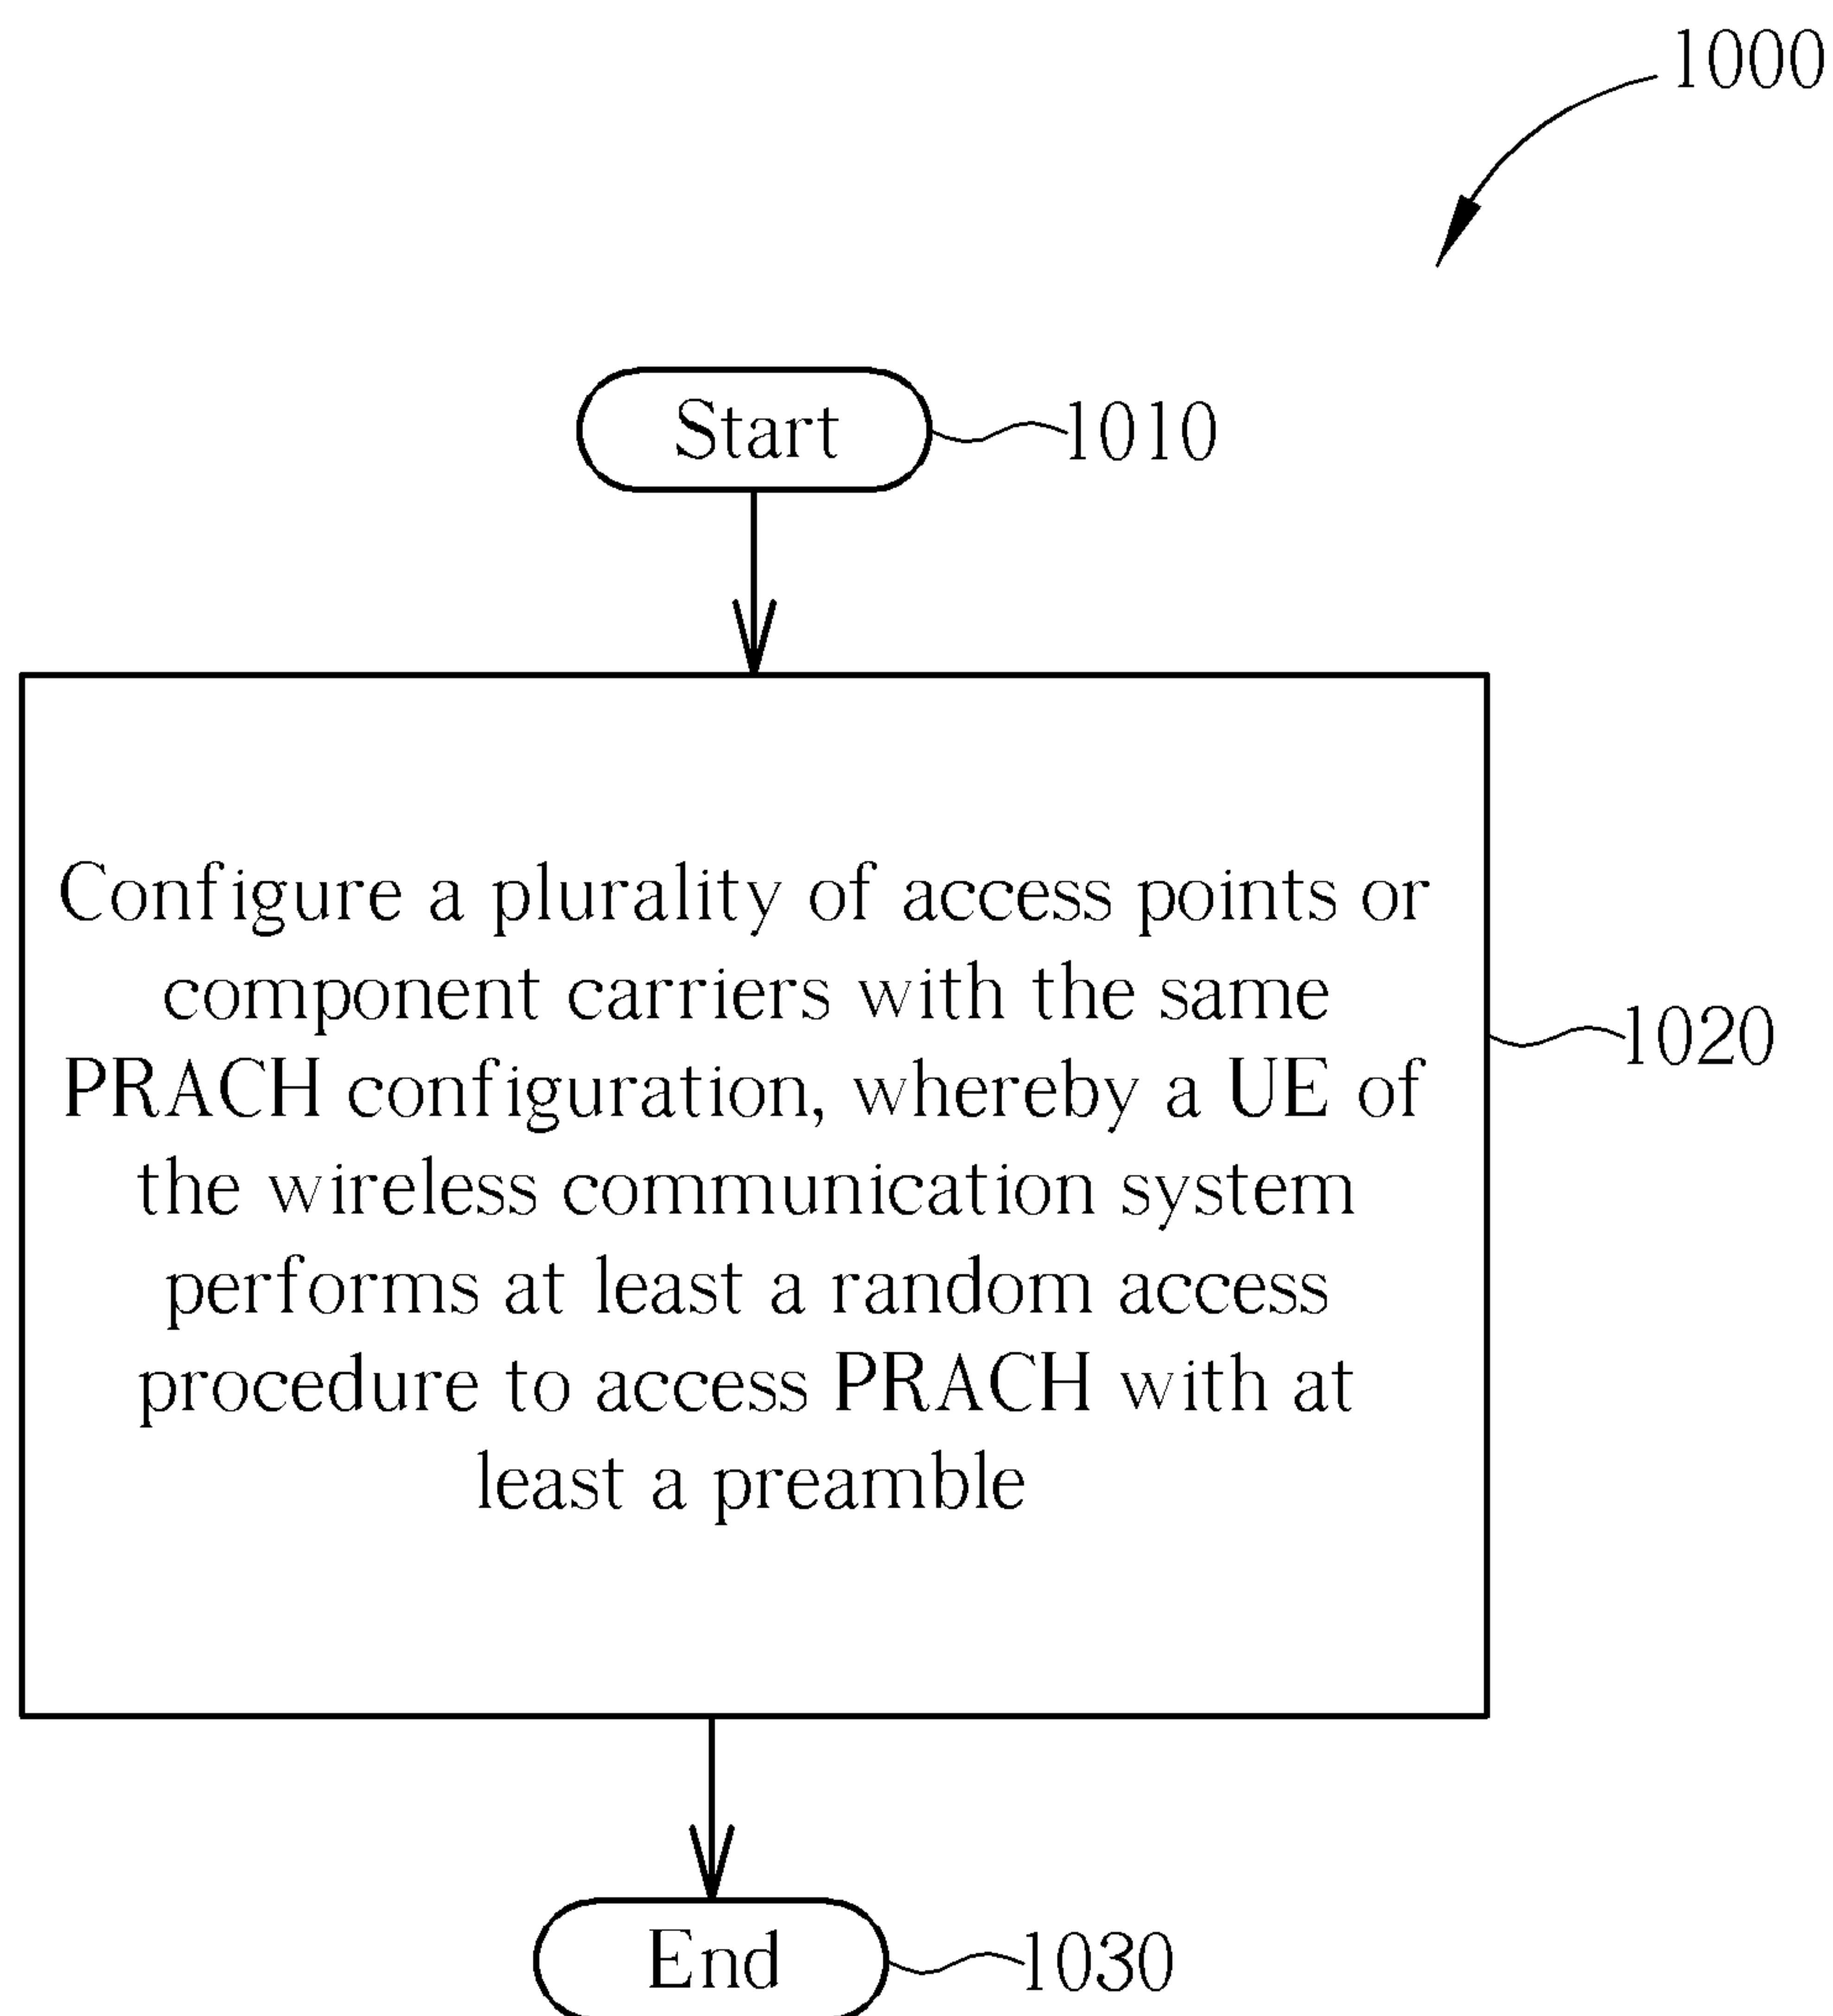 1000
Start
1010
Configure a plurality of access points or
component carriers with the same
PRACH configuration, whereby a UE of
the wireless communication system
performs at least a random access
procedure to access PRACH with at
least a preamble
1020
End
1030